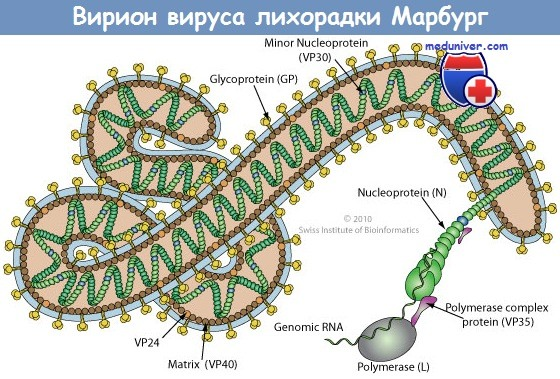 Вирион вируса лихорадки Марбург
meduniver.com
Minor Nucleoprotein
(VP30)
Glycoprotein (GP)
Nucleoprotein (N)
© 2010
Swiss Institute of Bioinformatics
Polymerase complex
protein (VP35)
Genomic RNA
VP24
Matrix (VP40)
Polymerase (L)